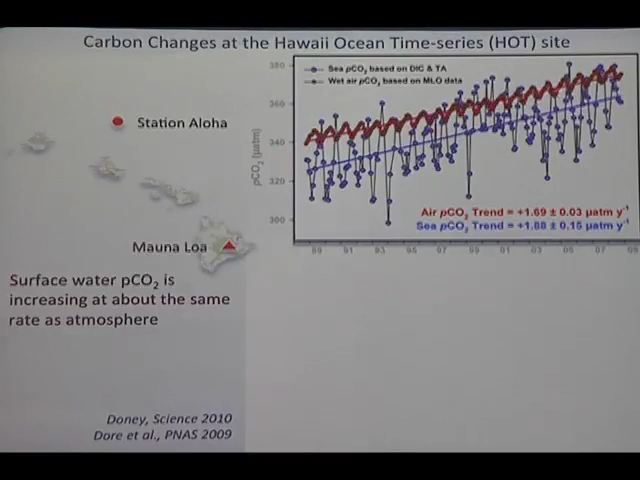 Carbon Changes at the Hawaii Ocean Time-series (HOT) site
Station Aloha
Mauna Loa
Surface water pCO₂ is
increasing at about the same
rate as atmosphere
Doney, Science 2010
Dore et al., PNAS 2009
Sea pCO₂ based on DIC & TA
Wet air pCO₂ based on MLO data
pCO₂ (µatm)
380
360
340
320
300
Air pCO₂ Trend = +1.69 ± 0.03 µatm y⁻¹
Sea pCO₂ Trend = +1.88 ± 0.15 µatm y⁻¹
89 91 93 95 97 99 01 03 05 07 09